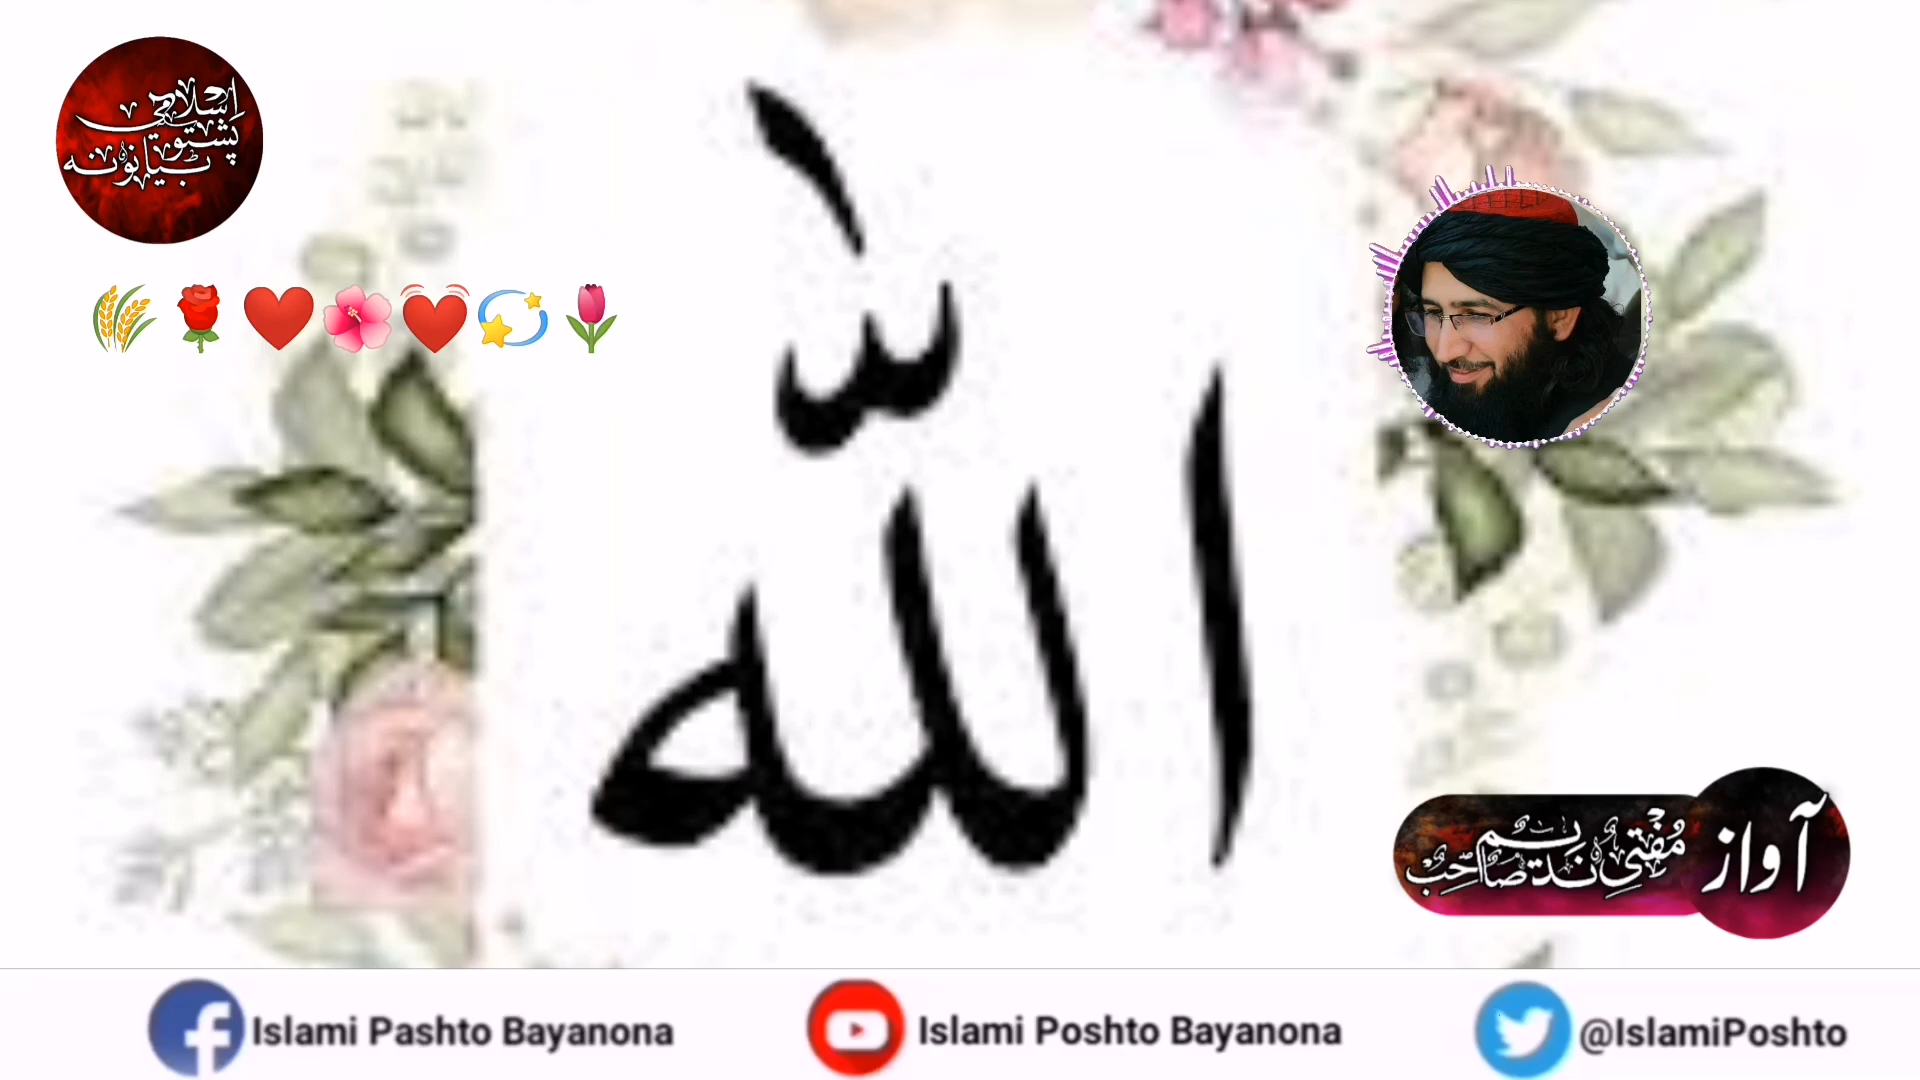 اسلامی
پشتو
بیانونه
الله
آواز
مفتی ندیم صاحب
Islami Pashto Bayanona
Islami Poshto Bayanona
@IslamiPoshto